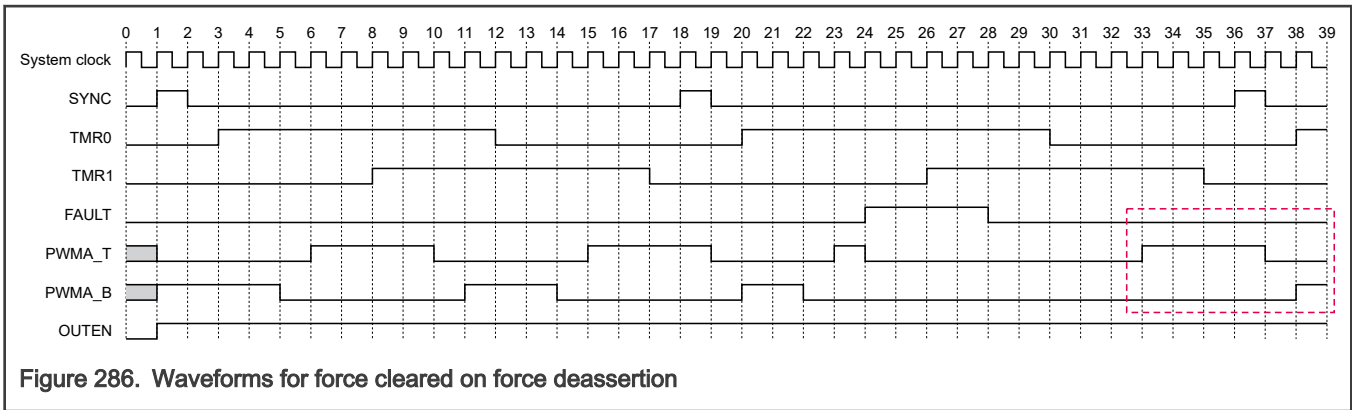 0 1 2 3 4 5 6 7 8 9 10 11 12 13 14 15 16 17 18 19 20 21 22 23 24 25 26 27 28 29 30 31 32 33 34 35 36 37 38 39
System clock
SYNC
TMR0
TMR1
FAULT
PWMA_T
PWMA_B
OUTEN
Figure 286. Waveforms for force cleared on force deassertion